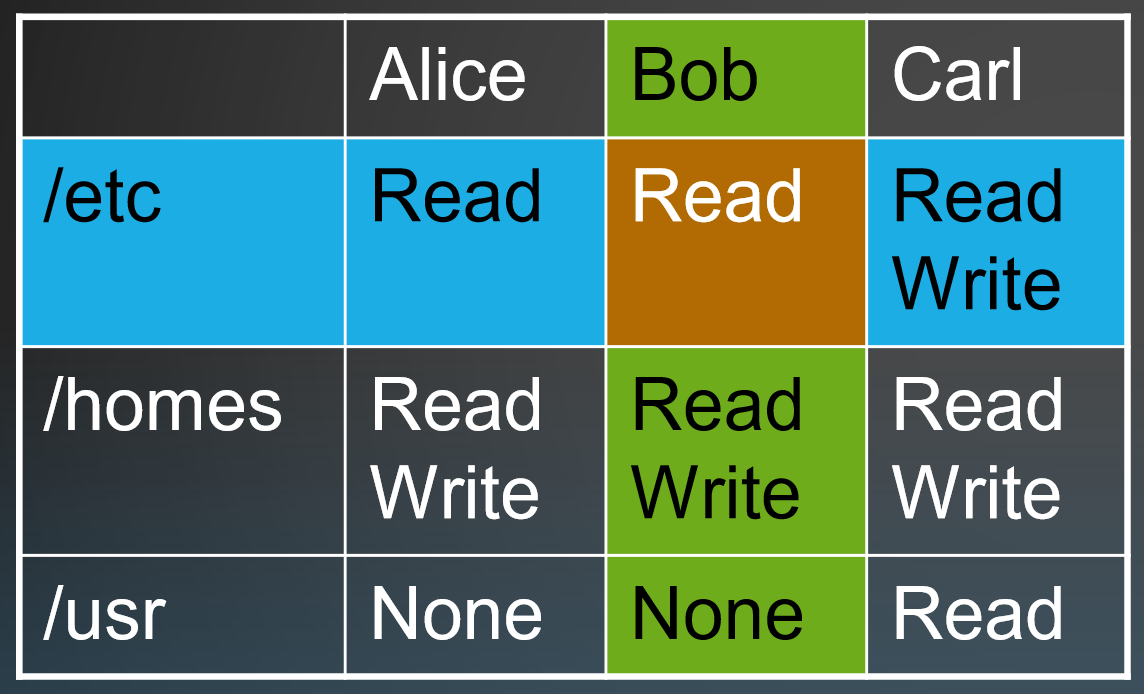 Alice Bob Carl
/etc Read Read Read
Write
/homes Read Read Read
Write Write Write
/usr None None Read